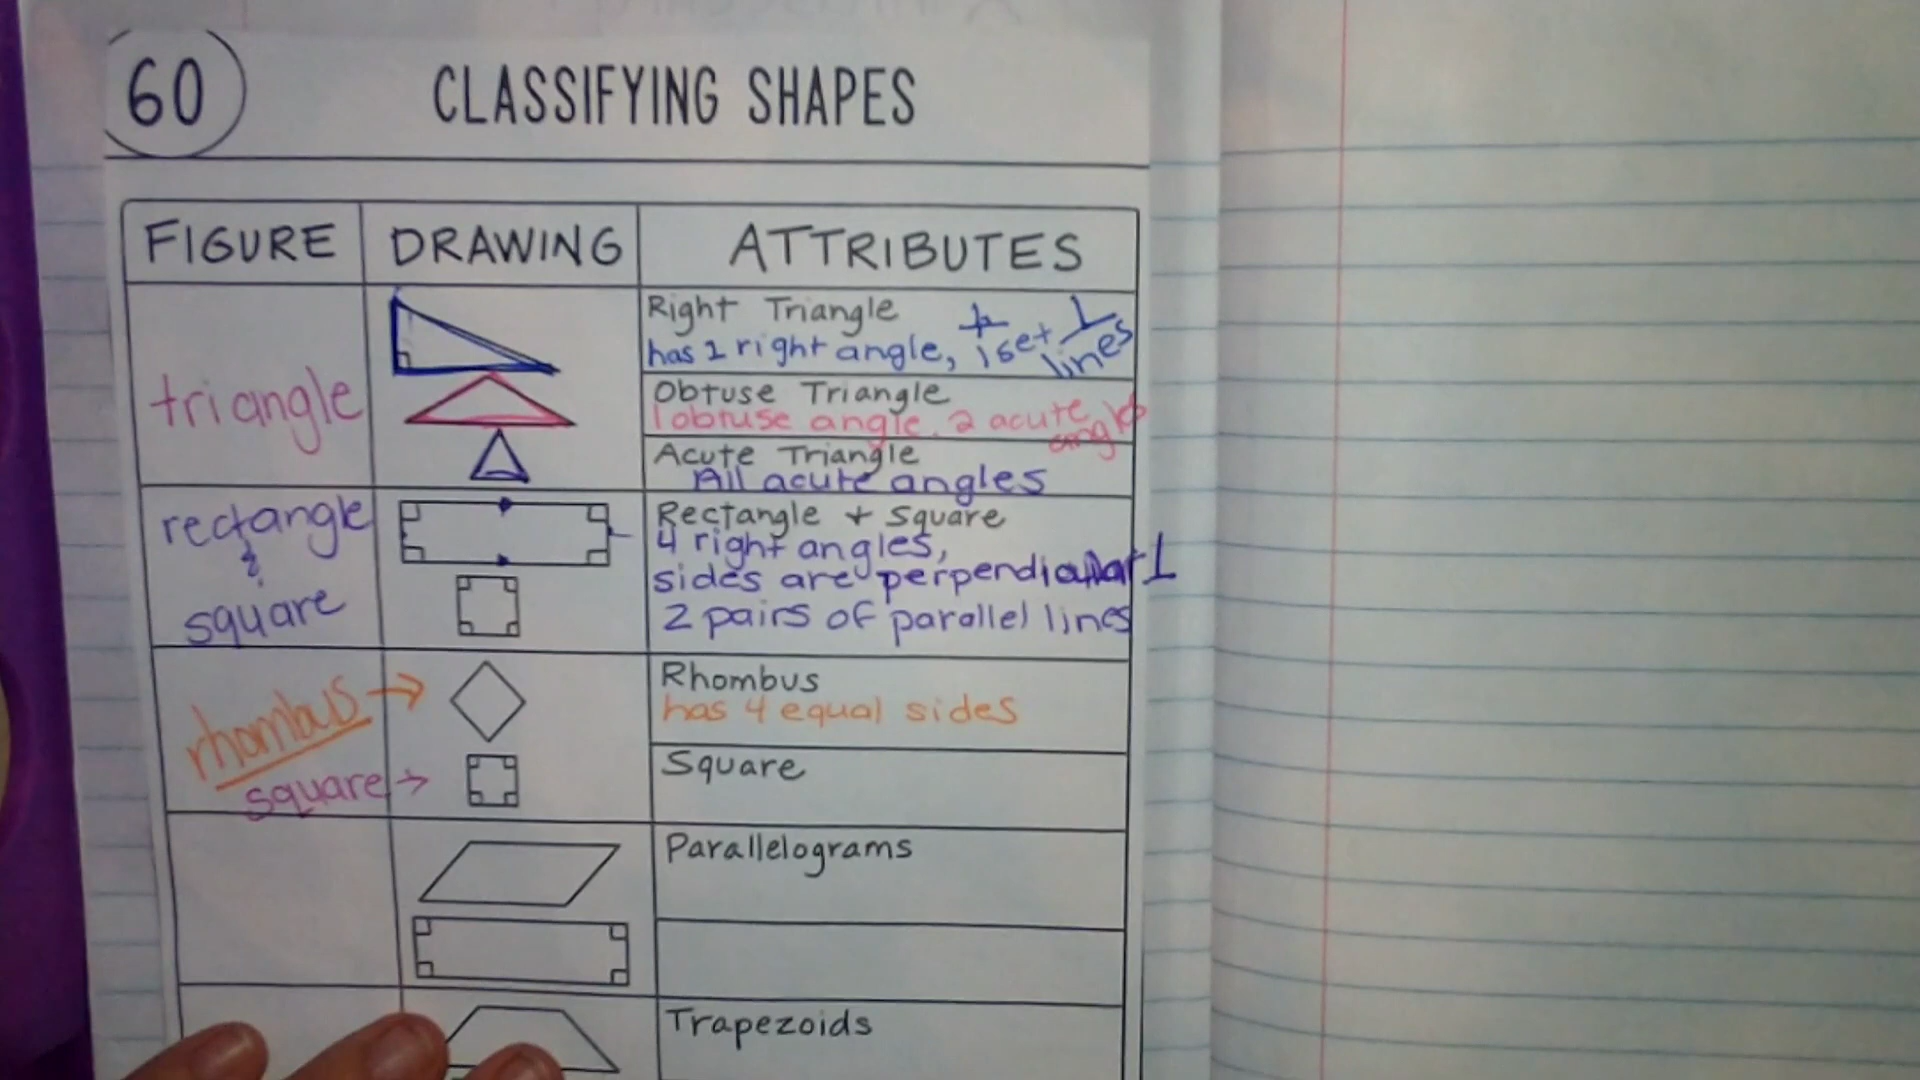 60
CLASSIFYING SHAPES
FIGURE DRAWING ATTRIBUTES
triangle
Right Triangle
has 1 right angle, 1 set ⊥ lines
Obtuse Triangle
1 obtuse angle. 2 acute
angles
Acute Triangle
All acute angles
rectangle
&
square
Rectangle + Square
4 right angles,
sides are perpendicular ⊥
2 pairs of parallel lines
rhombus →
square →
Rhombus
has 4 equal sides
Square
Parallelograms
Trapezoids